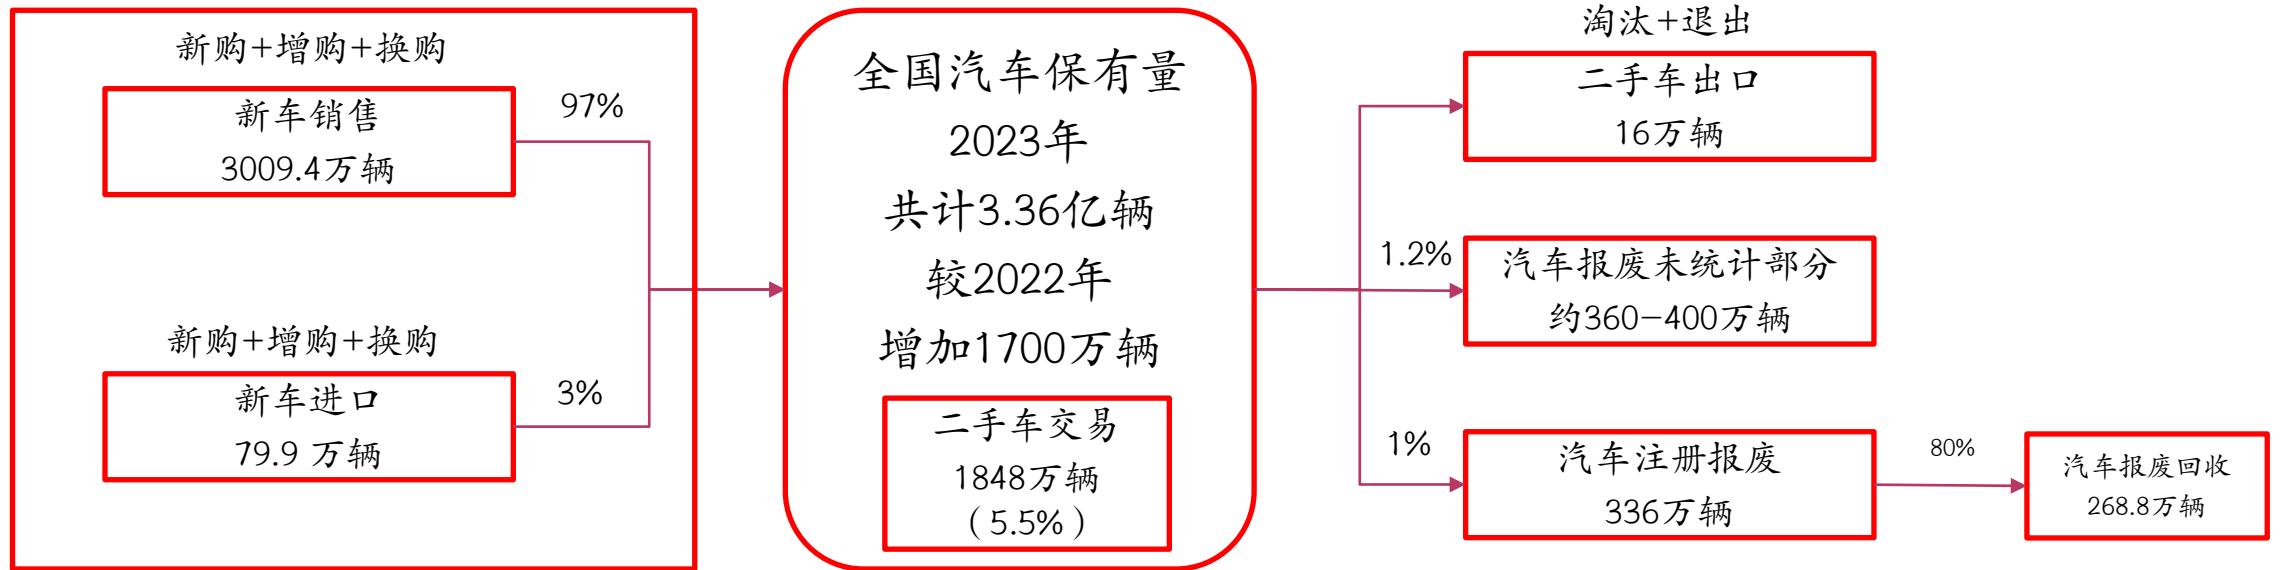 新购+增购+换购
新车销售
3009.4万辆
97%
新购+增购+换购
新车进口
79.9 万辆
3%
全国汽车保有量
2023年
共计3.36亿辆
较2022年
增加1700万辆
二手车交易
1848万辆
（5.5%）
淘汰+退出
二手车出口
16万辆
1.2%
汽车报废未统计部分
约360-400万辆
1%
汽车注册报废
336万辆
80%
汽车报废回收
268.8万辆